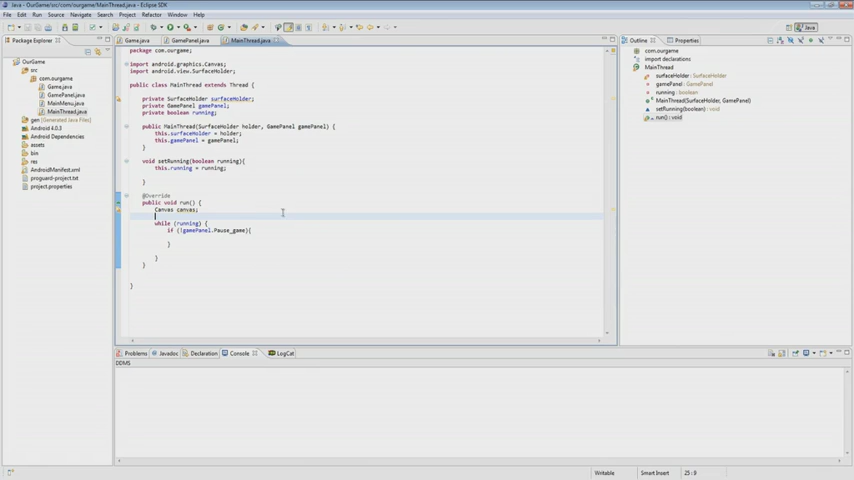 Java - OurGame/src/com/ourgame/MainThread.java - Eclipse SDK
File Edit Source Navigate Search Project Refactor Window Help
Java
Package Explorer
OurGame
src
com.ourgame
Game.java
GamePanel.java
MainMenu.java
MainThread.java
gen [Generated Java Files]
Android 4.0.3
Android Dependencies
assets
bin
res
AndroidManifest.xml
proguard-project.txt
project.properties
Game.java GamePanel.java MainThread.java
package com.ourgame;
import android.graphics.Canvas;
import android.view.SurfaceHolder;
public class MainThread extends Thread {
private SurfaceHolder surfaceHolder;
private GamePanel gamePanel;
private boolean running;
public MainThread(SurfaceHolder holder, GamePanel gamePanel) {
this.surfaceHolder = holder;
this.gamePanel = gamePanel;
}
void setRunning(boolean running){
this.running = running;
}
@Override
public void run() {
Canvas canvas;
while (running) {
if (!gamePanel.Pause_game){
}
}
}
}
Outline Properties
com.ourgame
import declarations
MainThread
surfaceHolder : SurfaceHolder
gamePanel : GamePanel
running : boolean
MainThread(SurfaceHolder, GamePanel)
setRunning(boolean) : void
run() : void
Problems Javadoc Declaration Console LogCat
DDMS
Writable Smart Insert 25 : 9